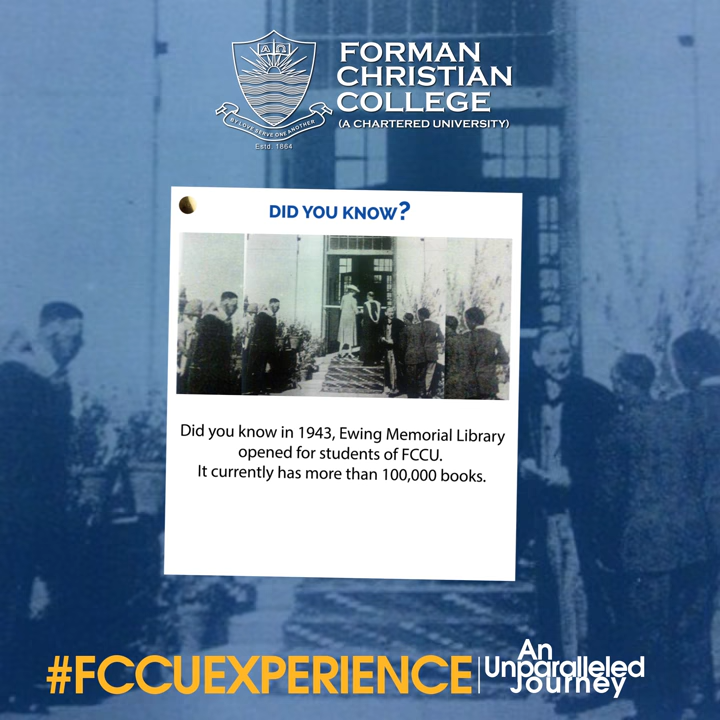 ΑΩ
BY LOVE SERVE ONE ANOTHER
Estd. 1864
FORMAN
CHRISTIAN
COLLEGE
(A CHARTERED UNIVERSITY)
DID YOU KNOW?
Did you know in 1943, Ewing Memorial Library
opened for students of FCCU.
It currently has more than 100,000 books.
#FCCUEXPERIENCE
An
Unparalleled
Journey